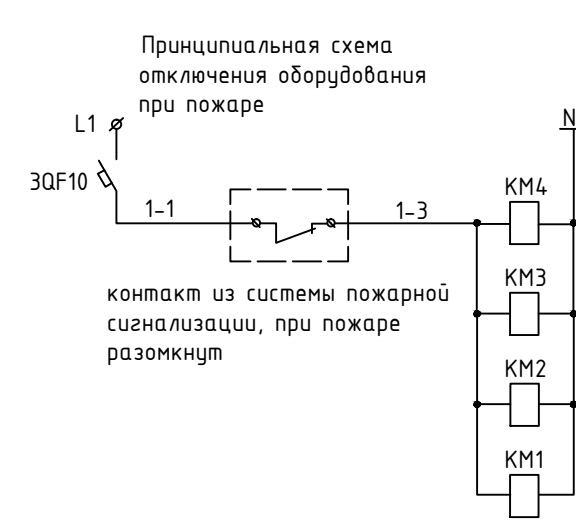 Принципиальная схема
отключения оборудования
при пожаре
L1
3QF10
1-1
1-3
N
KM4
KM3
KM2
KM1
контакт из системы пожарной
сигнализации, при пожаре
разомкнут